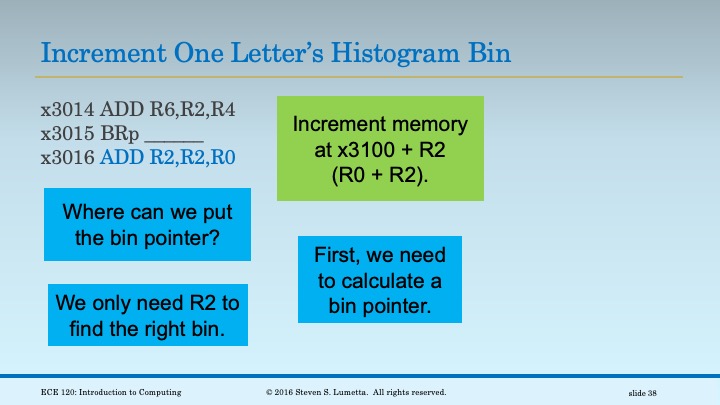 Increment One Letter’s Histogram Bin
x3014 ADD R6,R2,R4
x3015 BRp ______
x3016 ADD R2,R2,R0
Increment memory
at x3100 + R2
(R0 + R2).
Where can we put
the bin pointer?
First, we need
to calculate a
bin pointer.
We only need R2 to
find the right bin.
ECE 120: Introduction to Computing
© 2016 Steven S. Lumetta.  All rights reserved.
slide 38